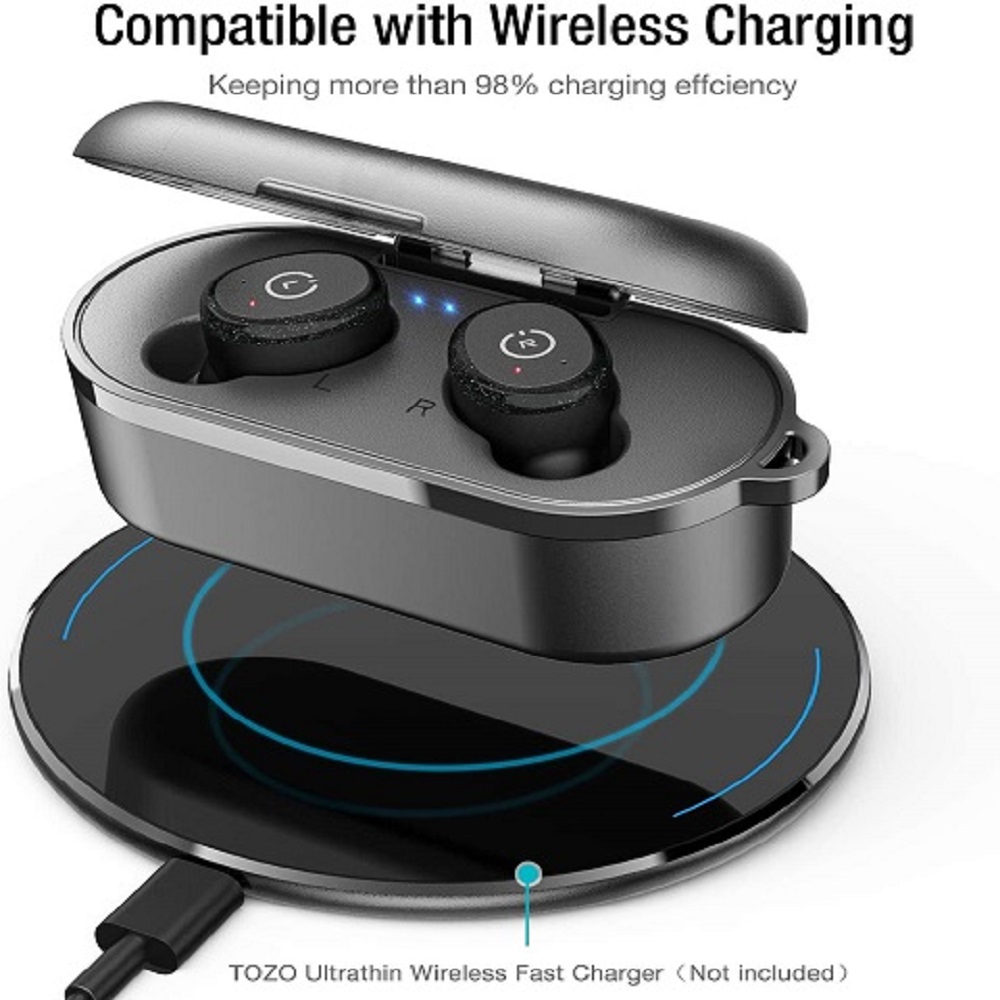 Compatible with Wireless Charging
Keeping more than 98% charging effciency
L
R
L
R
TOZO Ultrathin Wireless Fast Charger（Not included）